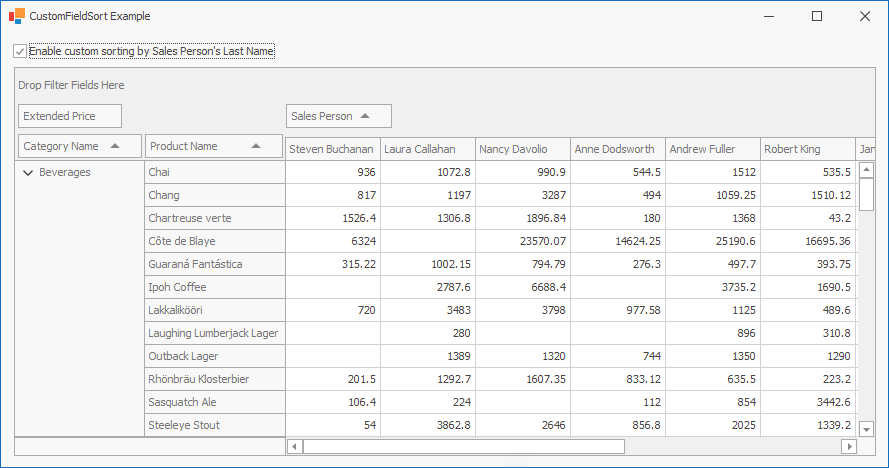 CustomFieldSort Example
Enable custom sorting by Sales Person's Last Name
Drop Filter Fields Here
Extended Price Sales Person
Category Name Product Name Steven Buchanan Laura Callahan Nancy Davolio Anne Dodsworth Andrew Fuller Robert King Jan
Beverages Chai 936 1072.8 990.9 544.5 1512 535.5
Chang 817 1197 3287 494 1059.25 1510.12
Chartreuse verte 1526.4 1306.8 1896.84 180 1368 43.2
Côte de Blaye 6324 23570.07 14624.25 25190.6 16695.36
Guaraná Fantástica 315.22 1002.15 794.79 276.3 497.7 393.75
Ipoh Coffee 2787.6 6688.4 3735.2 1690.5
Lakkalikööri 720 3483 3798 977.58 1125 489.6
Laughing Lumberjack Lager 280 896 310.8
Outback Lager 1389 1320 744 1350 1290
Rhönbräu Klosterbier 201.5 1292.7 1607.35 833.12 635.5 223.2
Sasquatch Ale 106.4 224 112 854 3442.6
Steeleye Stout 54 3862.8 2646 856.8 2025 1339.2